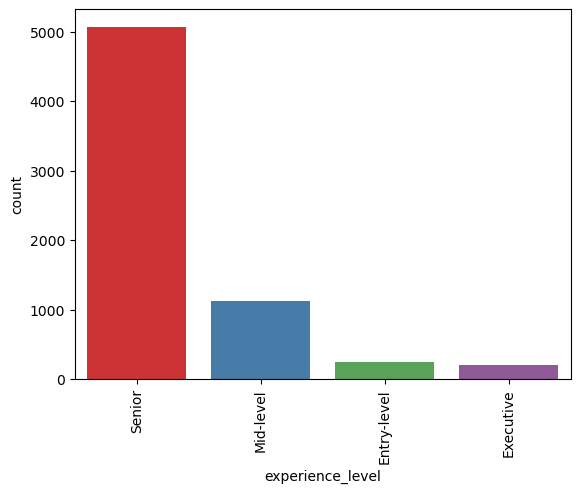 5000
4000
3000
2000
1000
0
count
Senior
Mid-level
Entry-level
Executive
experience_level